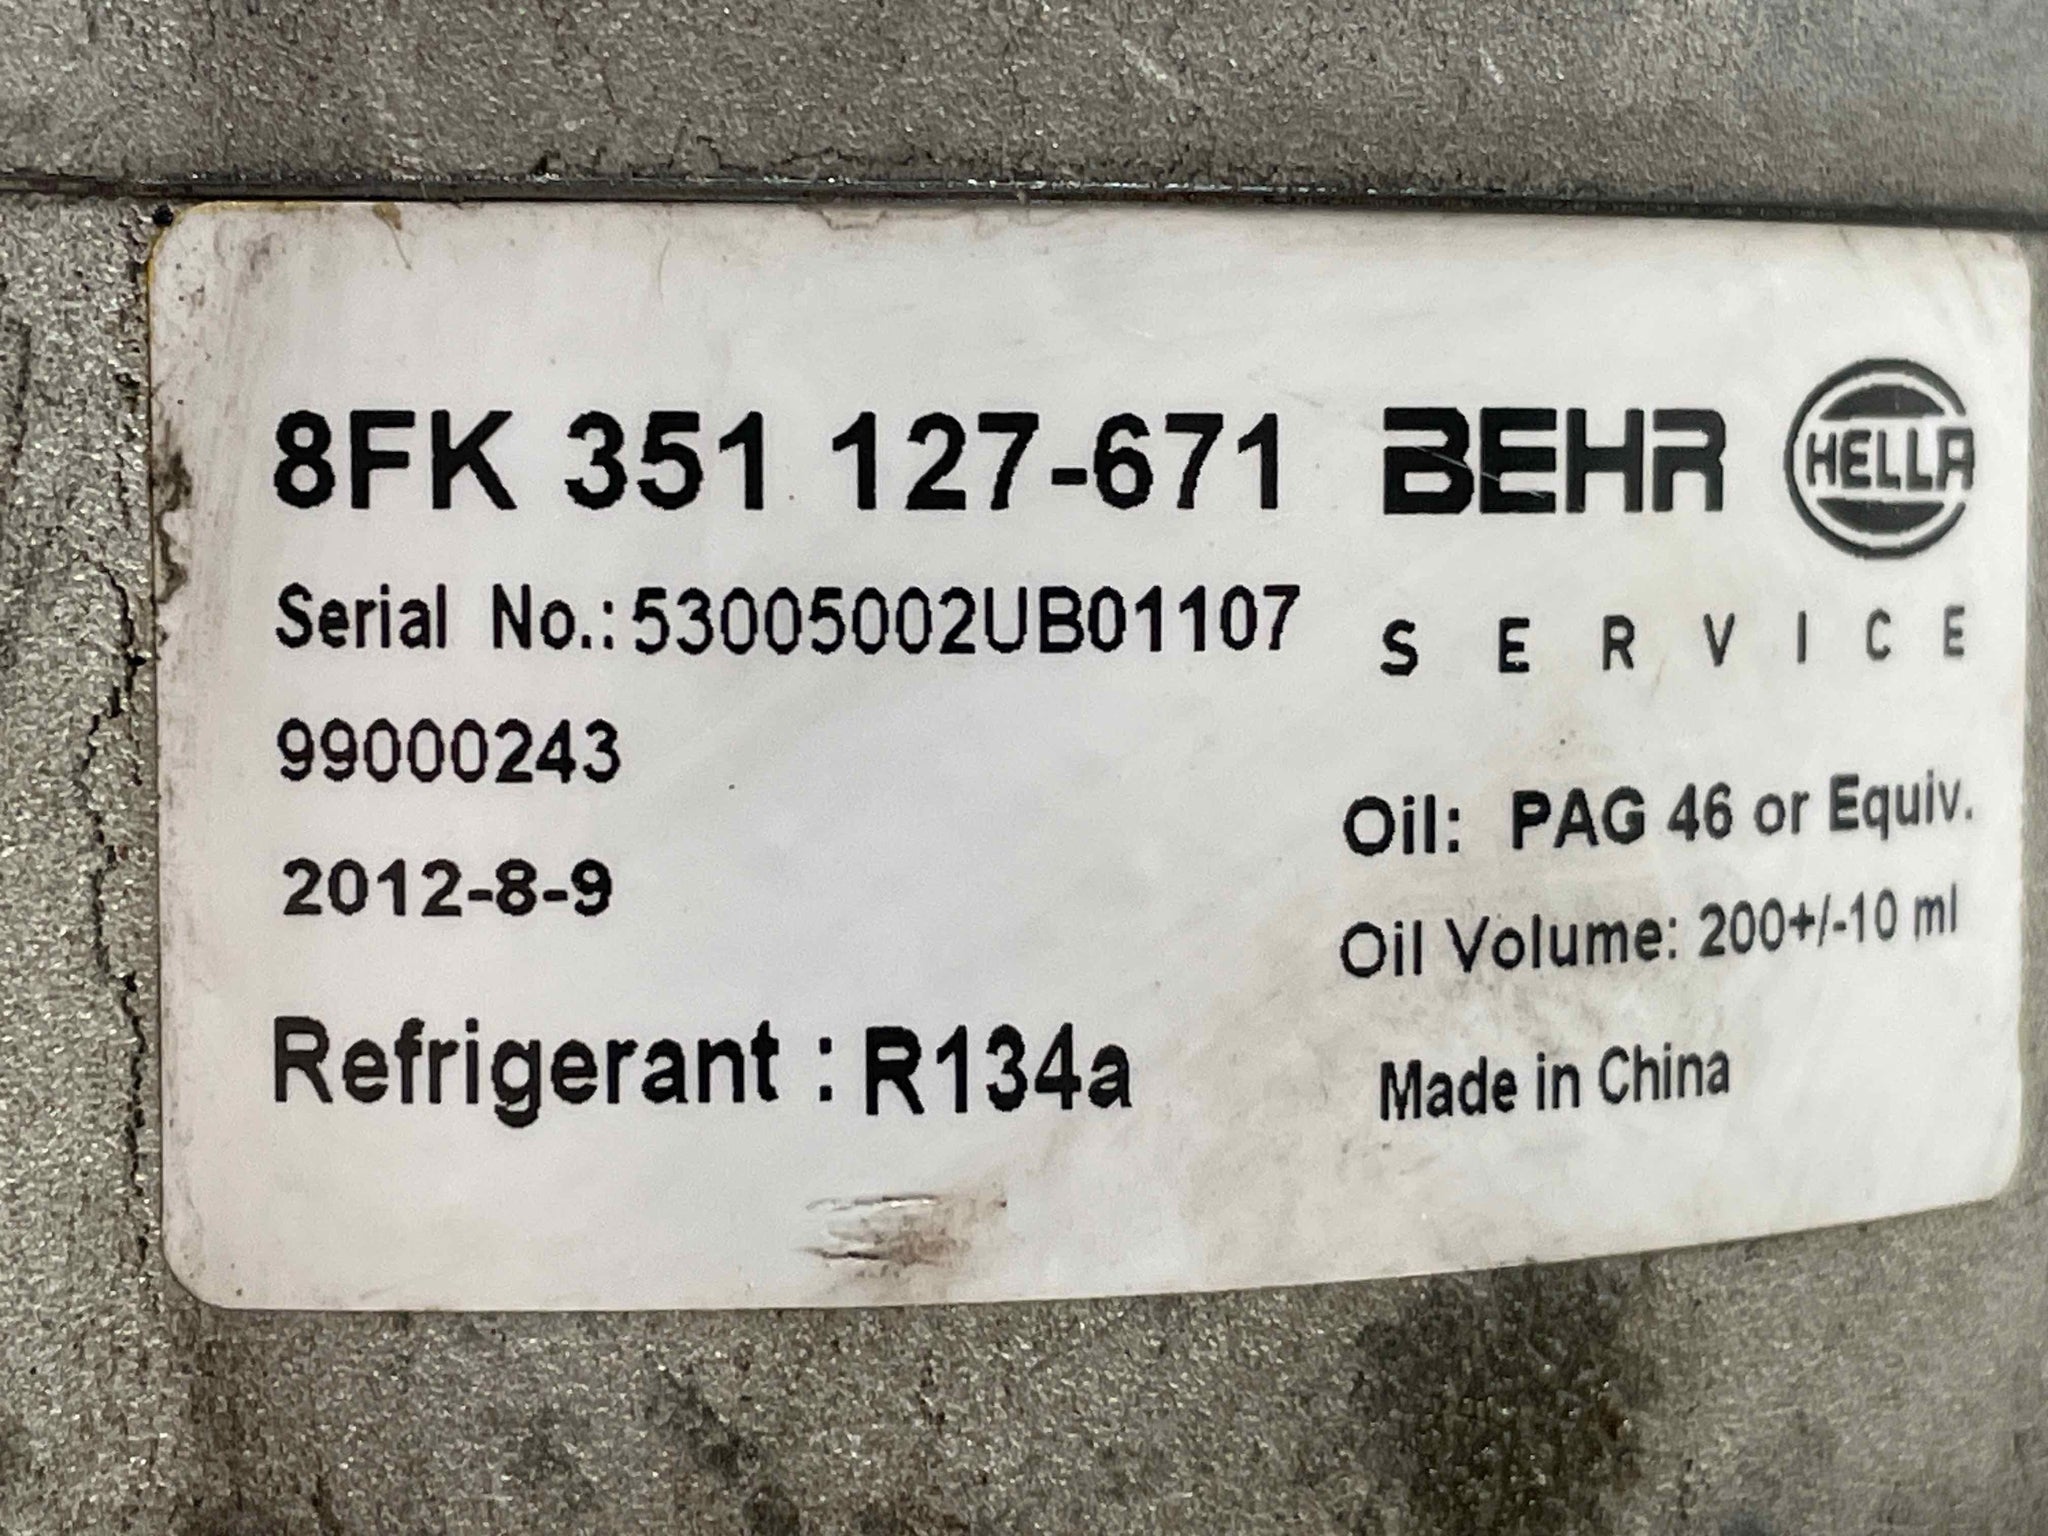 8FK 351 127-671 BEHR HELLA
Serial No.: 53005002UB01107
SERVICE
99000243
2012-8-9
Oil: PAG 46 or Equiv.
Oil Volume: 200+/-10 ml
Refrigerant : R134a
Made in China